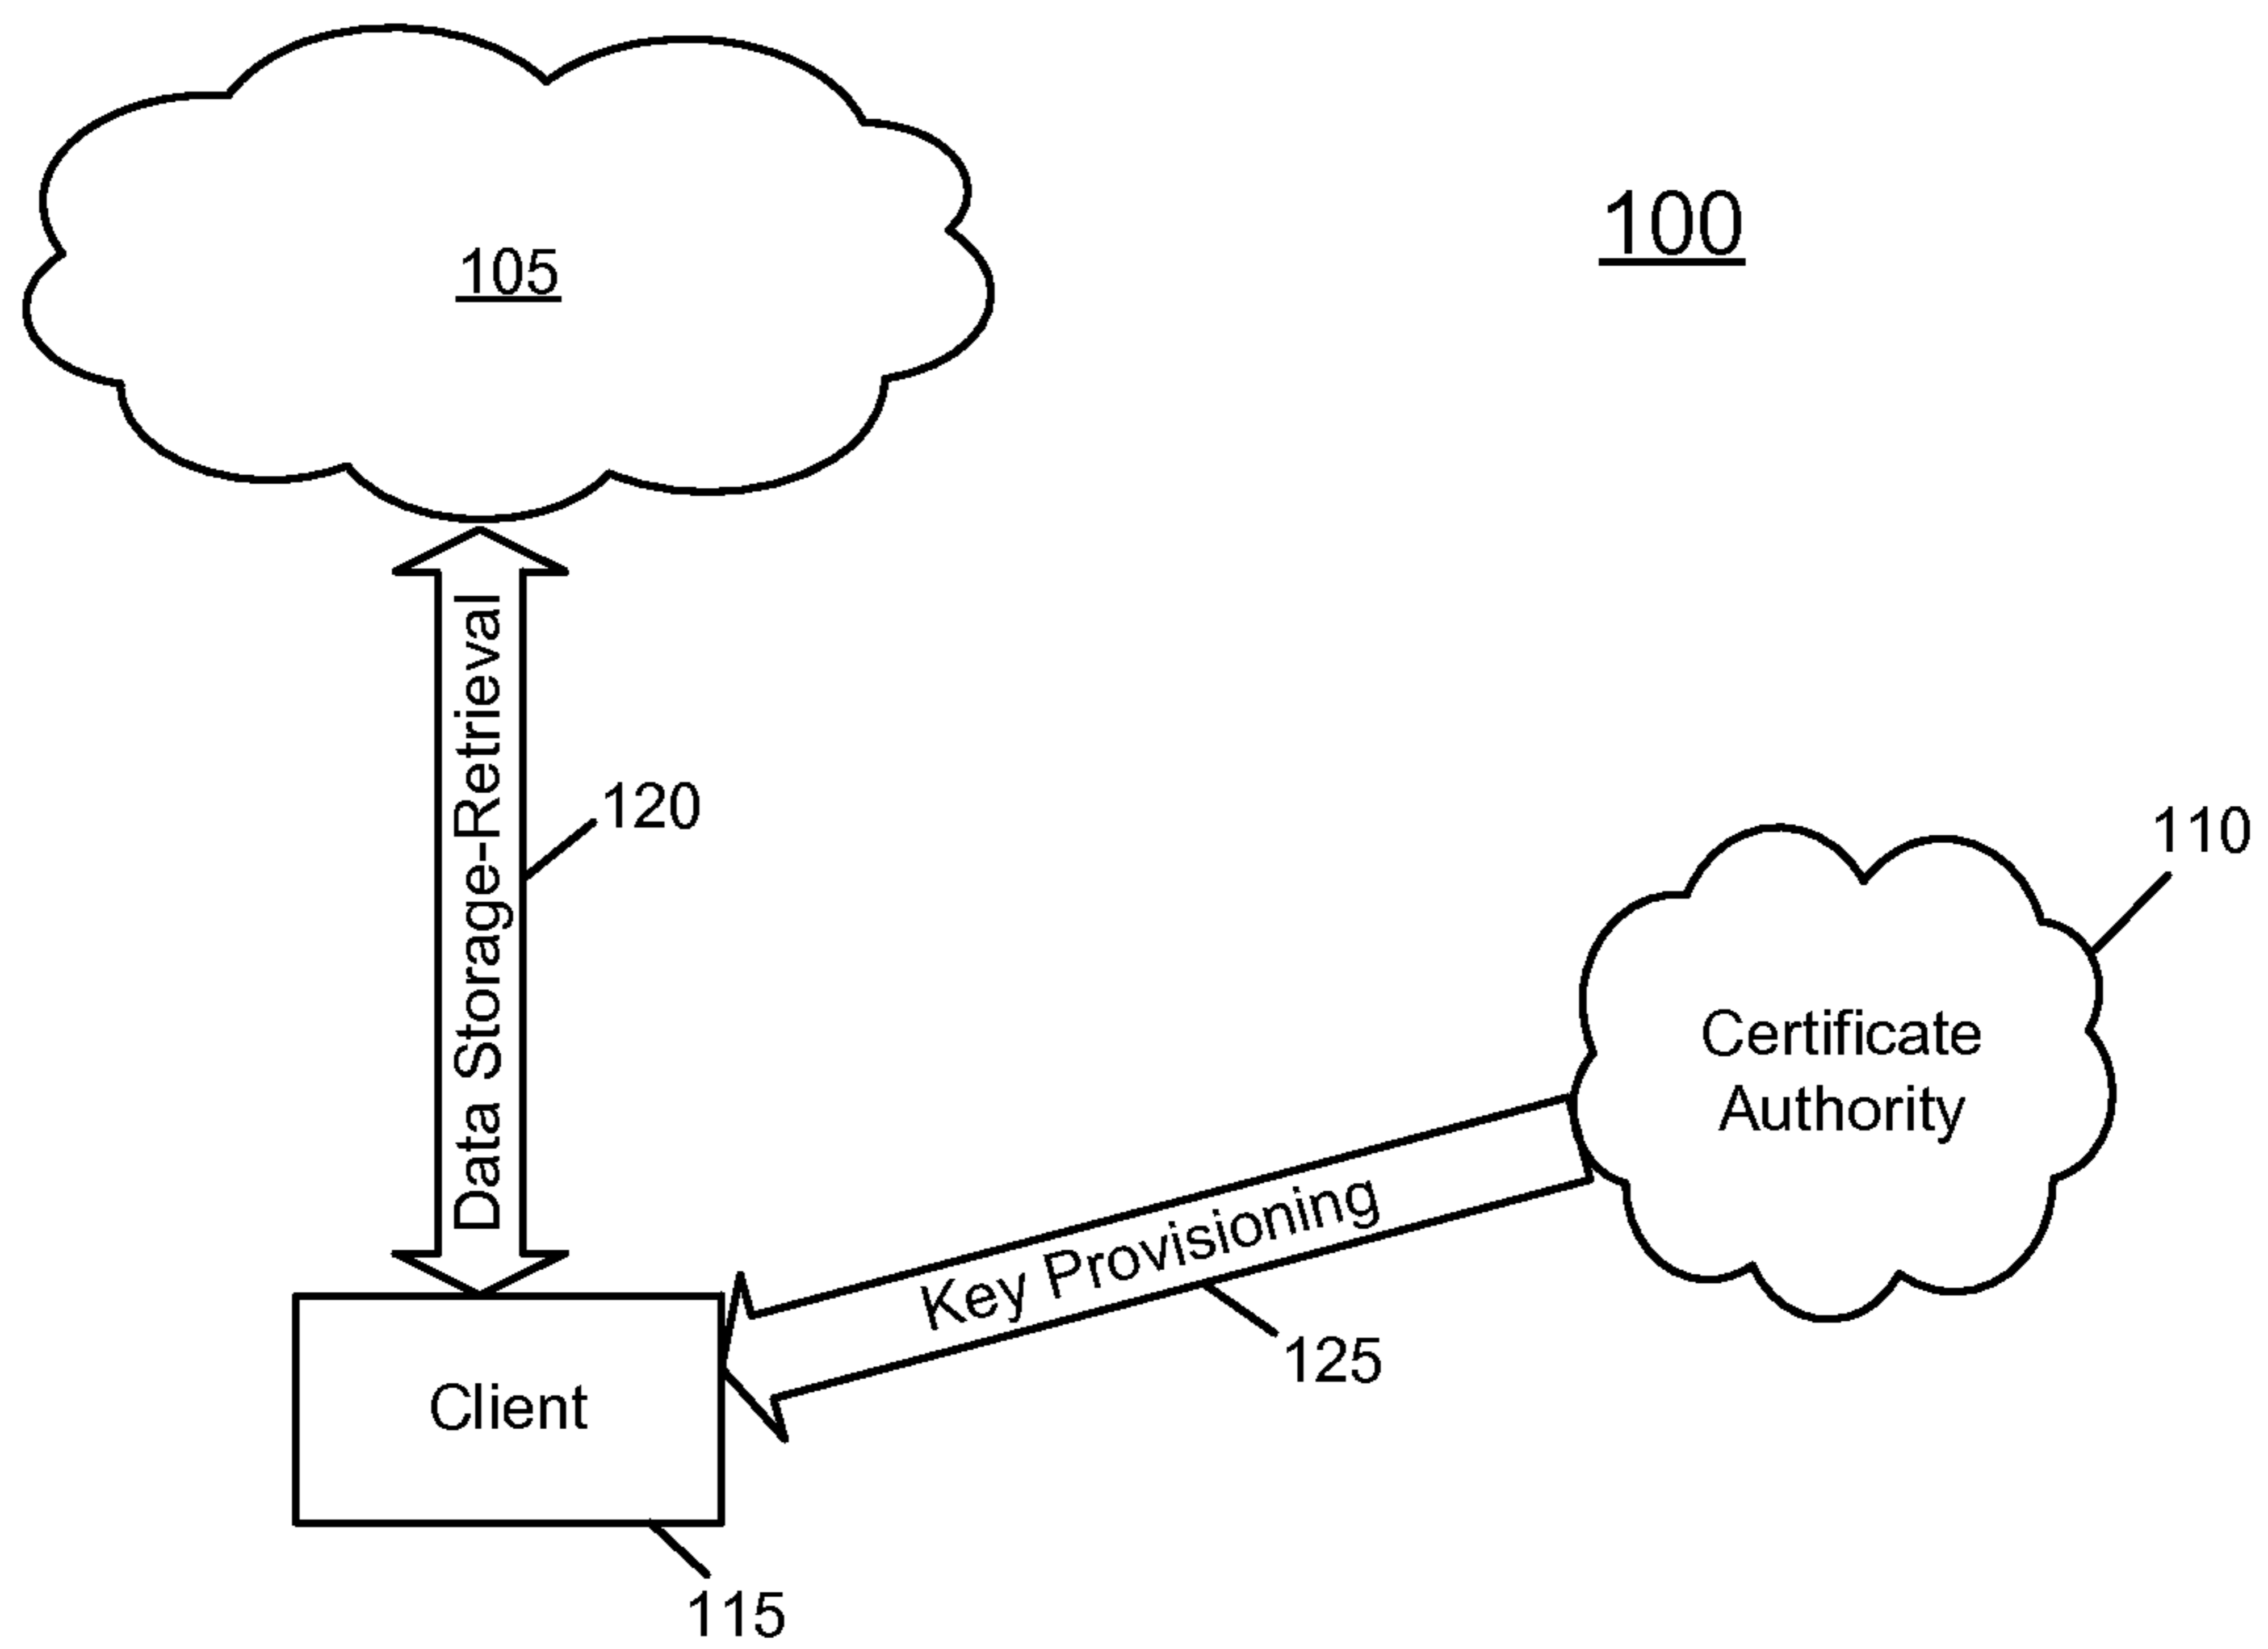 100
105
Data Storage-Retrieval
120
110
Certificate
Authority
Key Provisioning
125
Client
115